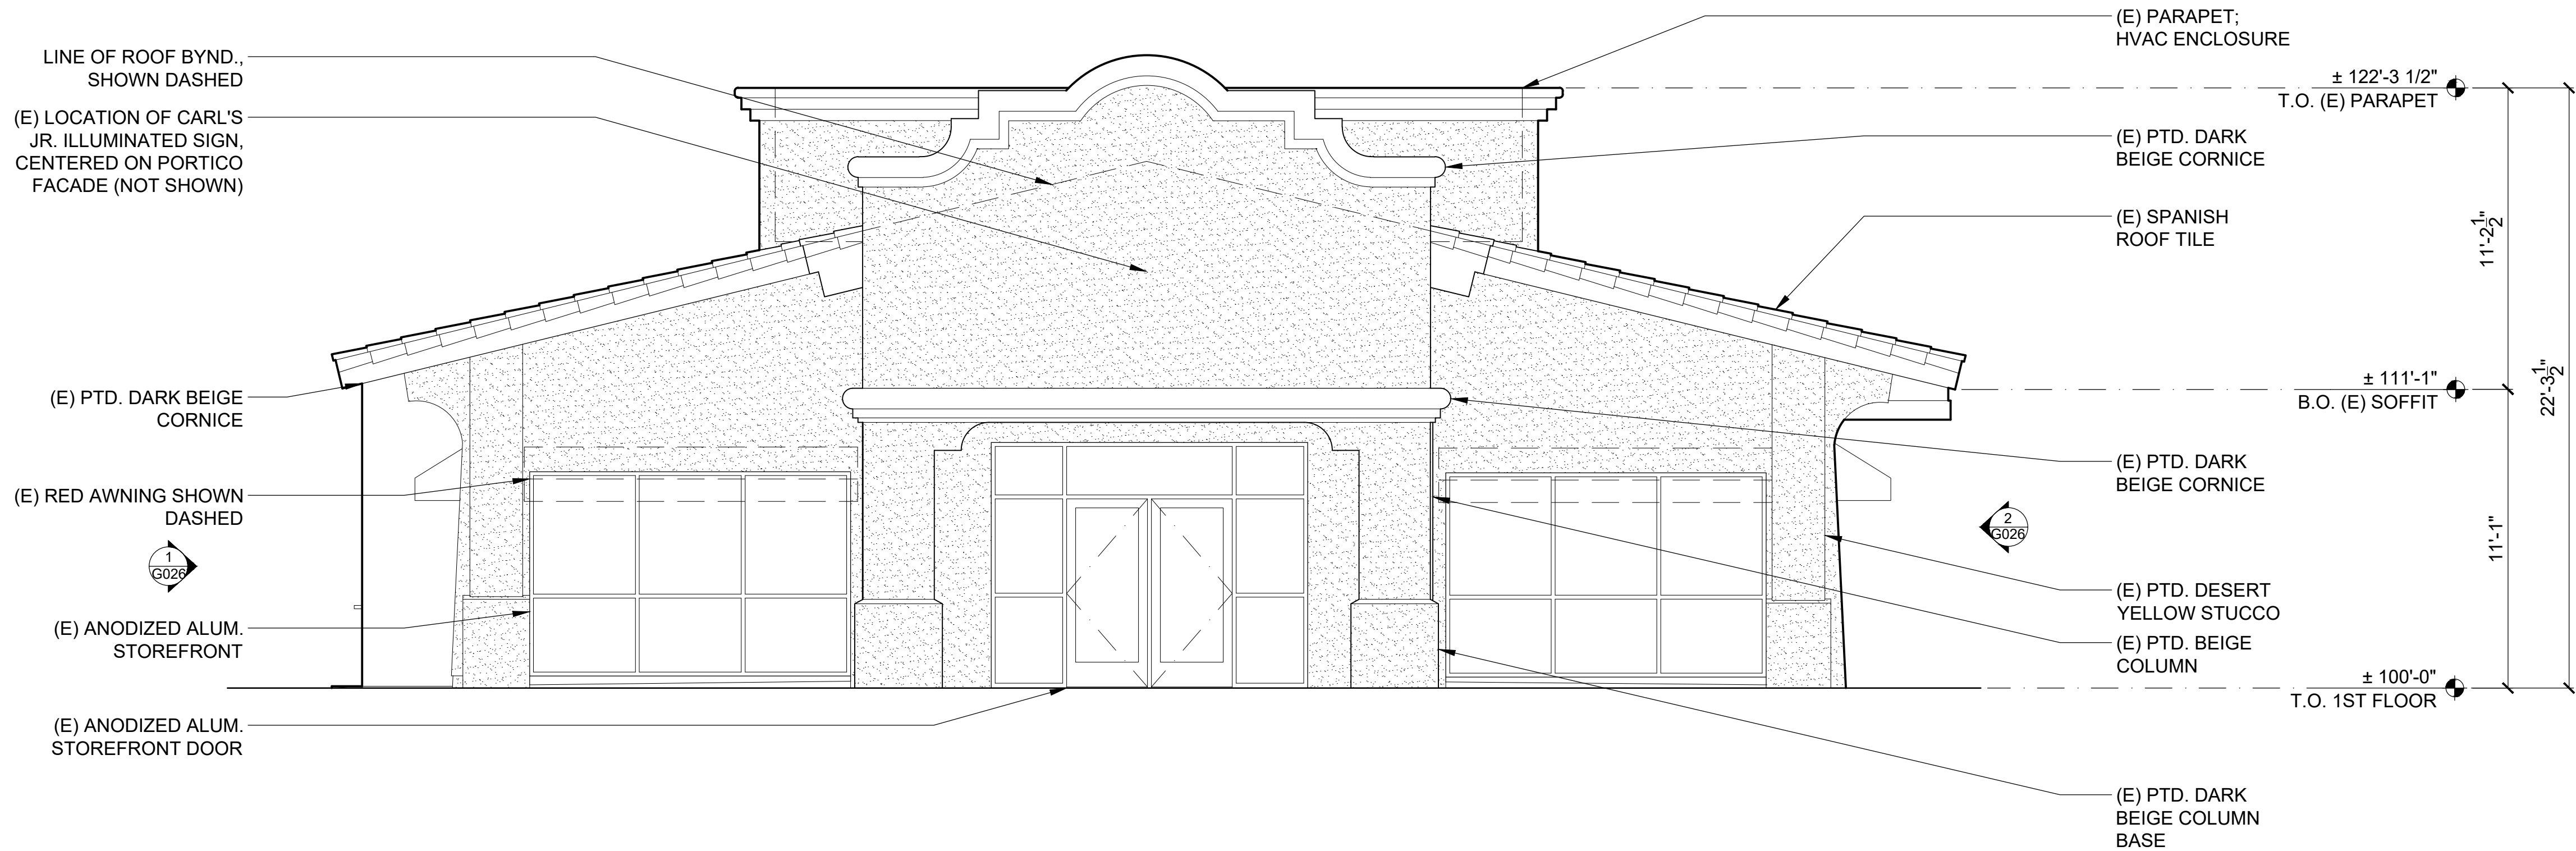 LINE OF ROOF BYND.,
SHOWN DASHED
(E) LOCATION OF CARL'S
JR. ILLUMINATED SIGN,
CENTERED ON PORTICO
FACADE (NOT SHOWN)
(E) PTD. DARK BEIGE
CORNICE
(E) RED AWNING SHOWN
DASHED
1
G026
(E) ANODIZED ALUM.
STOREFRONT
(E) ANODIZED ALUM.
STOREFRONT DOOR
(E) PARAPET;
HVAC ENCLOSURE
(E) PTD. DARK
BEIGE CORNICE
(E) SPANISH
ROOF TILE
(E) PTD. DARK
BEIGE CORNICE
2
G026
(E) PTD. DESERT
YELLOW STUCCO
(E) PTD. BEIGE
COLUMN
(E) PTD. DARK
BEIGE COLUMN
BASE
± 122'-3 1/2"
T.O. (E) PARAPET
± 111'-1"
B.O. (E) SOFFIT
± 100'-0"
T.O. 1ST FLOOR
11'-2 1/2"
11'-1"
22'-3 1/2"